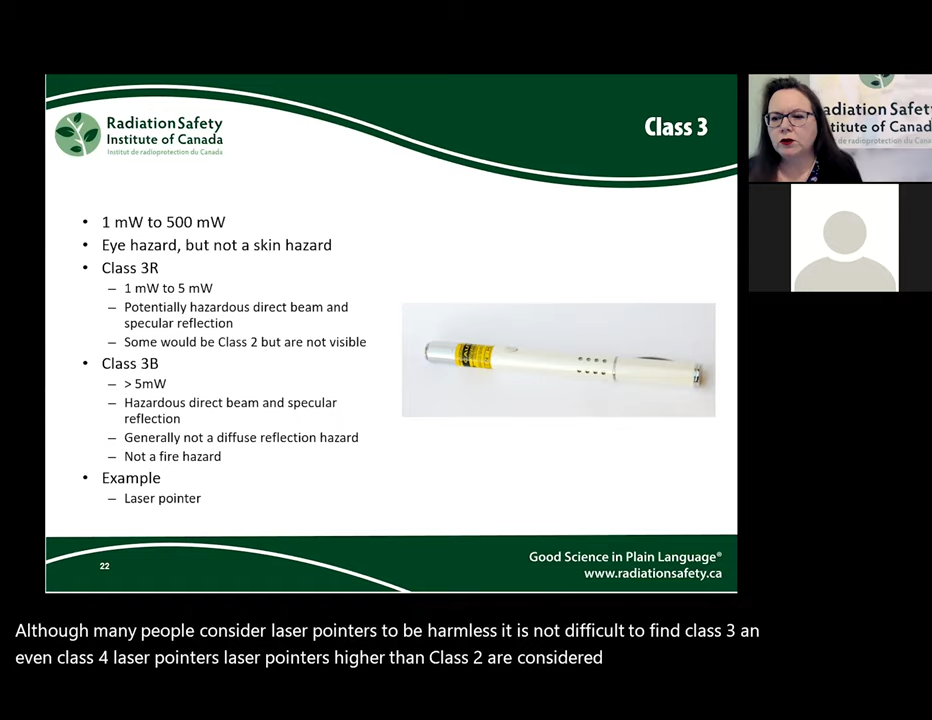 Radiation Safety
Institute of Canada
Institut de radioprotection du Canada
Class 3
• 1 mW to 500 mW
• Eye hazard, but not a skin hazard
• Class 3R
– 1 mW to 5 mW
– Potentially hazardous direct beam and
specular reflection
– Some would be Class 2 but are not visible
• Class 3B
– > 5mW
– Hazardous direct beam and specular
reflection
– Generally not a diffuse reflection hazard
– Not a fire hazard
• Example
– Laser pointer
22
Good Science in Plain Language®
www.radiationsafety.ca
adiation Safety
titute of Canad
de radioprotection du Canad
Although many people consider laser pointers to be harmless it is not difficult to find class 3 an
even class 4 laser pointers laser pointers higher than Class 2 are considered